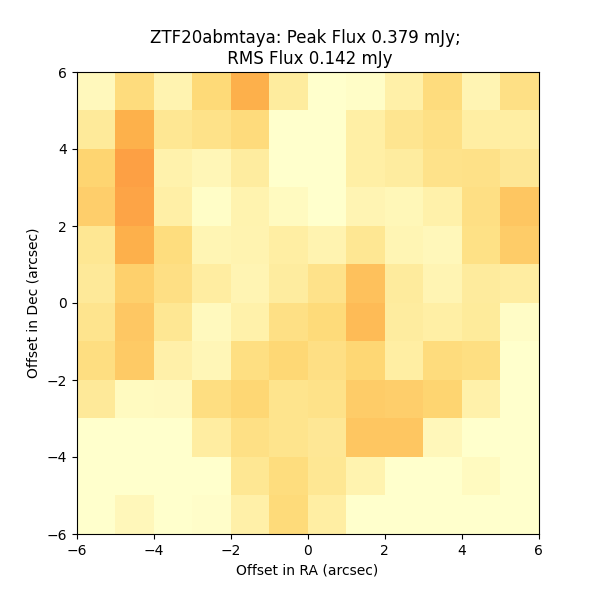 ZTF20abmtaya: Peak Flux 0.379 mJy;
RMS Flux 0.142 mJy
6
4
2
0
−2
−4
−6
Offset in Dec (arcsec)
−6 −4 −2 0 2 4 6
Offset in RA (arcsec)